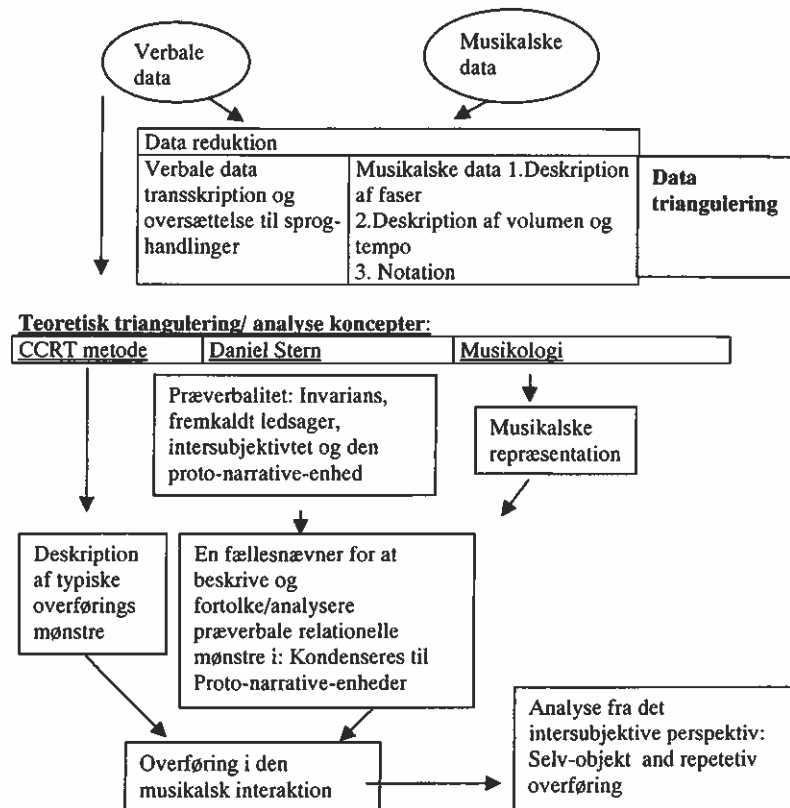 Verbale
data
Musikalske
data
Data reduktion
Verbale data
transskription og
oversættelse til sprog-
handlinger
Musikalske data 1.Deskription
af faser
2.Deskription af volumen og
tempo
3. Notation
Data
triangulering
Teoretisk triangulering/ analyse koncepter:
CCRT metode
Daniel Stern
Musikologi
Præverbalitet: Invarians,
fremkaldt ledsager,
intersubjektivtet og den
proto-narrative-enhed
Musikalske
repræsentation
Deskription
af typiske
overførings
mønstre
En fællesnævner for at
beskrive og
fortolke/analysere
præverbale relationelle
mønstre i: Kondenseres til
Proto-narrative-enheder
Overføring i den
musikalsk interaktion
Analyse fra det
intersubjektive perspektiv:
Selv-objekt and repetetiv
overføring